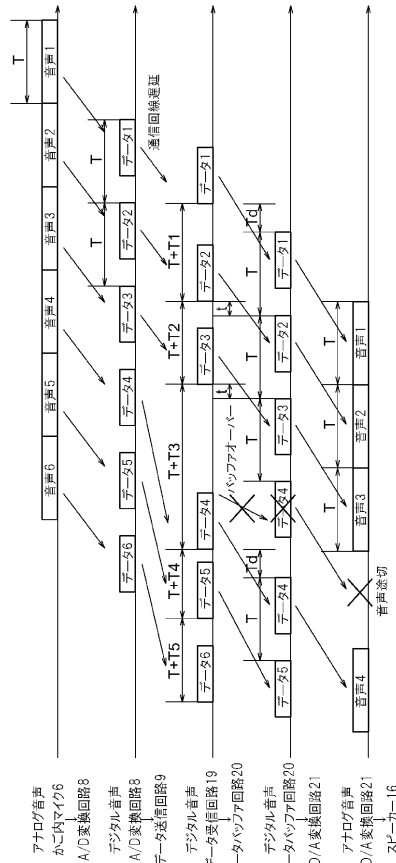 T
音声1
音声2
音声3
音声4
音声5
音声6
アナログ音声
かご内マイク6
↓
A/D変換回路8
T
T
通信回線遅延
データ1
データ2
データ3
データ4
データ5
データ6
デジタル音声
A/D変換回路8
↓
データ送信回路9
データ1
データ2
データ3
データ4
データ5
データ6
T+T1
T+T2
T+T3
T+T4
T+T5
デジタル音声
データ受信回路19
↓
データバッファ回路20
t
t
バッファオーバー
Td
T
T
T
Td
T
データ1
データ2
データ3
データ4
データ4
データ5
デジタル音声
データバッファ回路20
↓
D/A変換回路21
T
T
T
音声1
音声2
音声3
音声途切
音声4
アナログ音声
D/A変換回路21
↓
スピーカー16